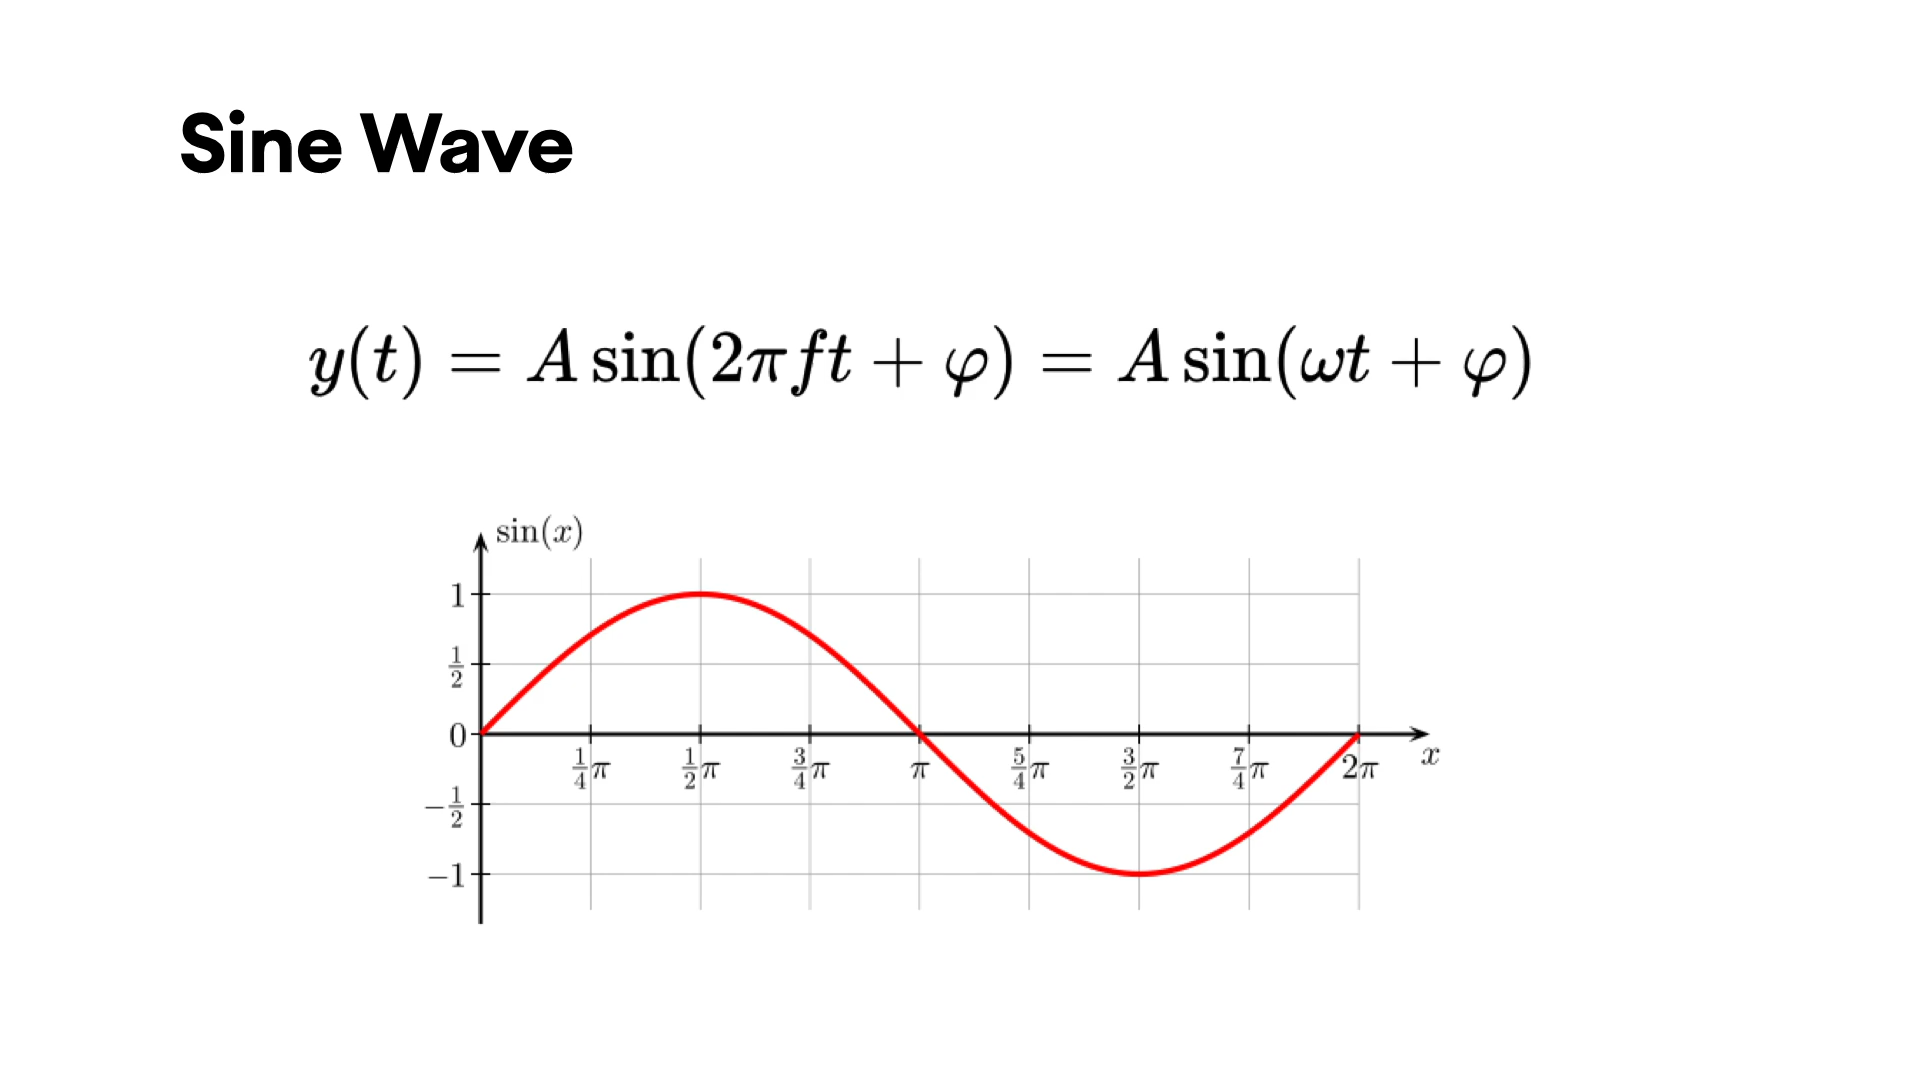 Sine Wave
y(t) = A sin(2πft + φ) = A sin(ωt + φ)
sin(x)
1
1/2
0
1/4π 1/2π 3/4π π 5/4π 3/2π 7/4π 2π x
−1/2
−1